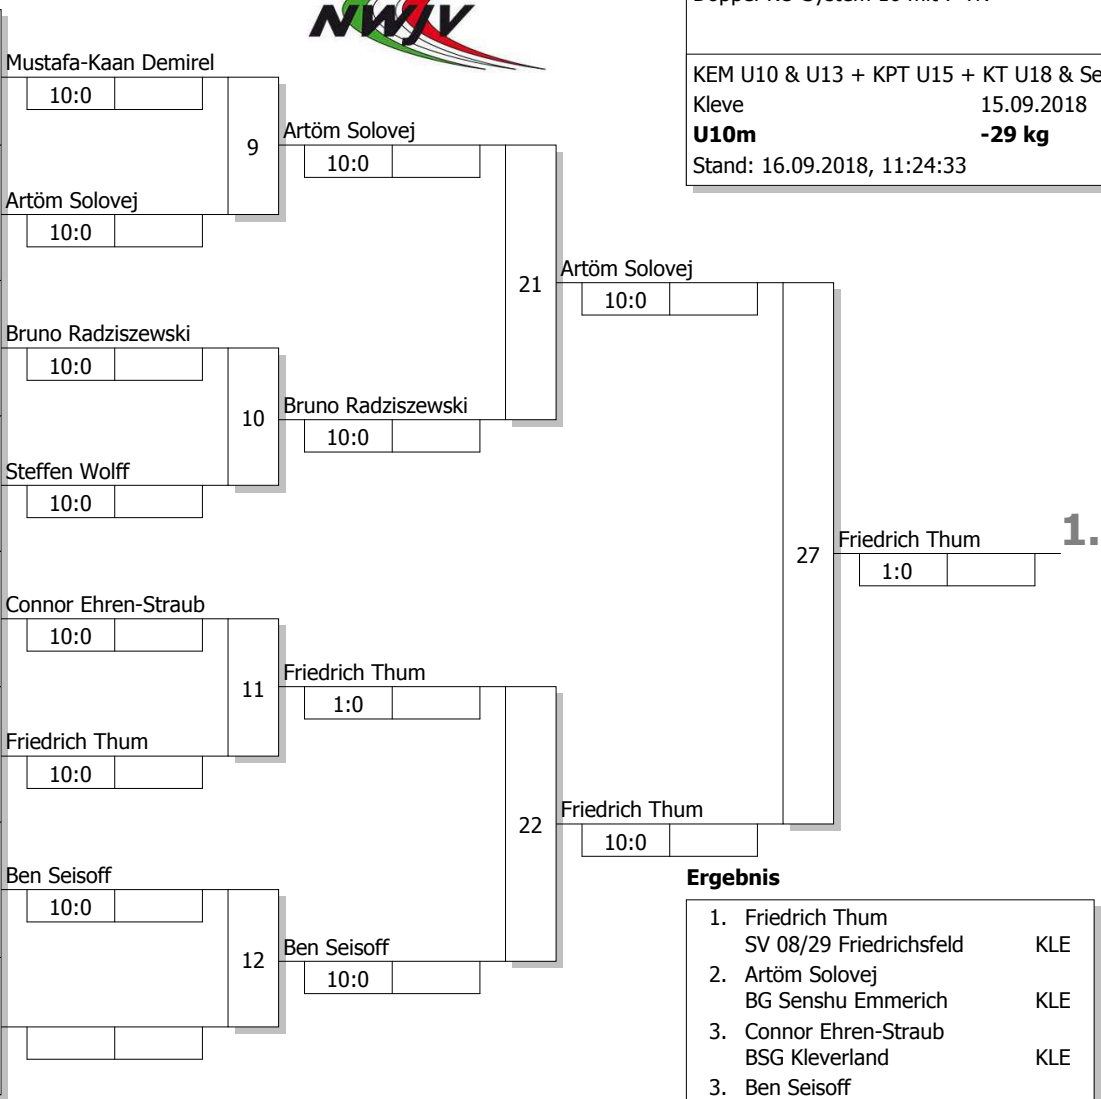 NWJV
KEM U10 & U13 + KPT U15 + KT U18 & Se
Kleve 15.09.2018
U10m -29 kg
Stand: 16.09.2018, 11:24:33
Mustafa-Kaan Demirel
10:0
9
Artöm Solovej
10:0
Artöm Solovej
10:0
21
Artöm Solovej
10:0
Bruno Radziszewski
10:0
10
Bruno Radziszewski
10:0
Steffen Wolff
10:0
27
Friedrich Thum
1:0
1.
Connor Ehren-Straub
10:0
11
Friedrich Thum
1:0
Friedrich Thum
10:0
22
Friedrich Thum
10:0
Ben Seisoff
10:0
12
Ben Seisoff
10:0
Ergebnis
1. Friedrich Thum
SV 08/29 Friedrichsfeld KLE
2. Artöm Solovej
BG Senshu Emmerich KLE
3. Connor Ehren-Straub
BSG Kleverland KLE
3. Ben Seisoff